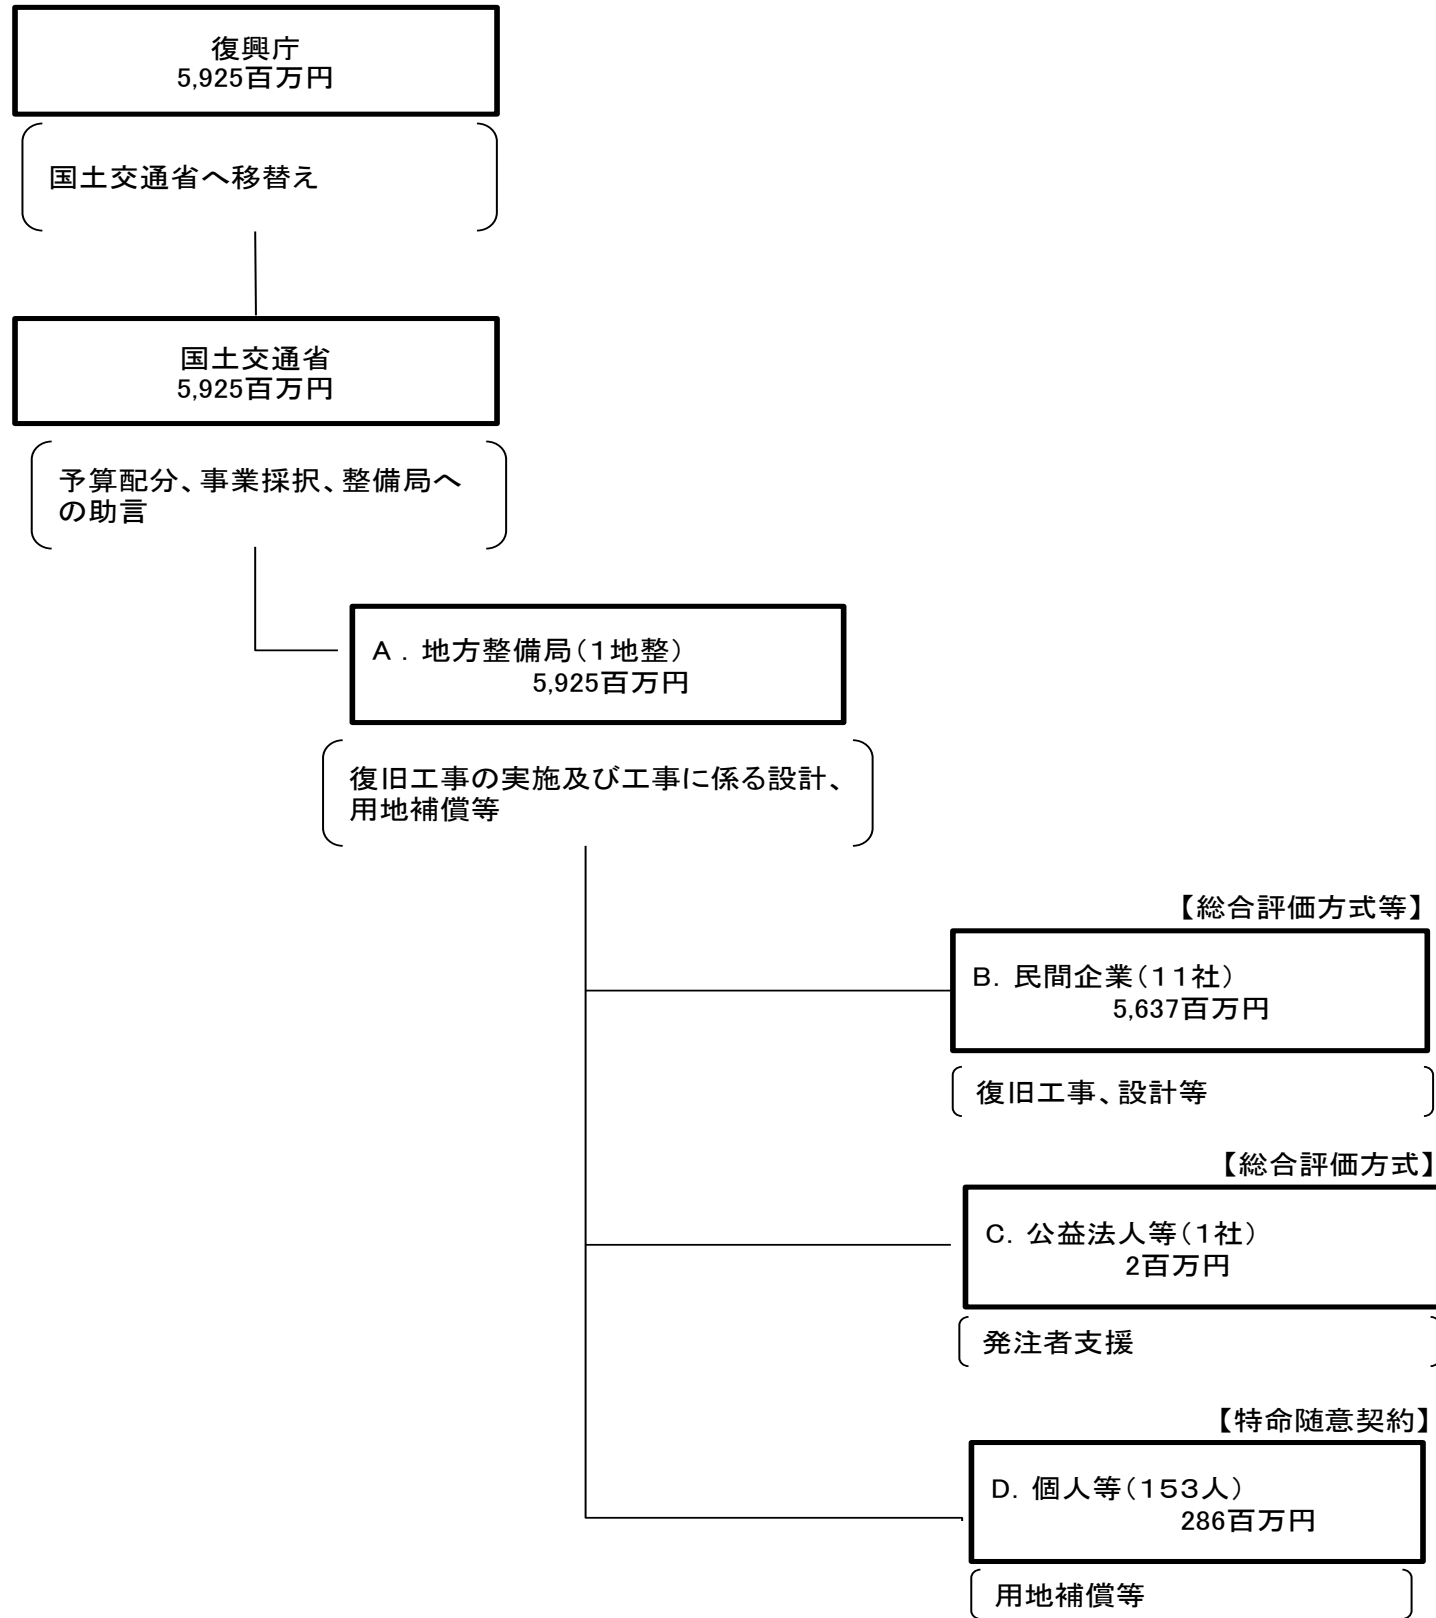 復興庁
5,925百万円
国土交通省へ移替え
国土交通省
5,925百万円
予算配分、事業採択、整備局へ
の助言
A．地方整備局（１地整）
5,925百万円
復旧工事の実施及び工事に係る設計、
用地補償等
【総合評価方式等】
B．民間企業（１１社）
5,637百万円
復旧工事、設計等
【総合評価方式】
C．公益法人等（１社）
2百万円
発注者支援
【特命随意契約】
D．個人等（１５３人）
286百万円
用地補償等